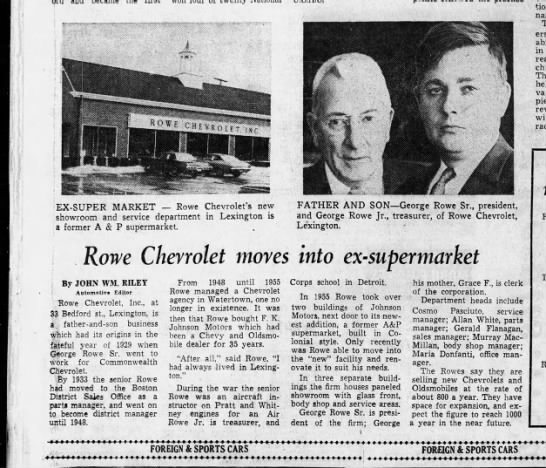 ROWE CHEVROLET INC.
EX-SUPER MARKET — Rowe Chevrolet's new
showroom and service department in Lexington is
a former A & P supermarket.
FATHER AND SON—George Rowe Sr., president,
and George Rowe Jr., treasurer, of Rowe Chevrolet,
Lexington.
Rowe Chevrolet moves into ex-supermarket
By JOHN WM. RILEY
Automotive Editor
Rowe Chevrolet, Inc., at
33 Bedford st., Lexington, is
a father-and-son business
which had its origins in the
fateful year of 1929 when
George Rowe Sr. went to
work for Commonwealth
Chevrolet.
By 1933 the senior Rowe
had moved to the Boston
District Sales Office as a
parts manager, and went on
to become district manager
until 1948.
From 1948 until 1955
Rowe managed a Chevrolet
agency in Watertown, one no
longer in existence. It was
then that Rowe bought F. K.
Johnson Motors which had
been a Chevy and Oldsmo-
bile dealer for 35 years.
"After all," said Rowe, "I
had always lived in Lexing-
ton."
During the war the senior
Rowe was an aircraft in-
structor on Pratt and Whit-
ney engines for an Air
Corps school in Detroit.
In 1955 Rowe took over
two buildings of Johnson
Motors, next door to its new-
est addition, a former A&P
supermarket, built in Co-
lonial style. Only recently
was Rowe able to move into
the "new" facility and ren-
ovate it to suit his needs.
In three separate build-
ings the firm houses paneled
showroom with glass front,
body shop and service areas.
George Rowe Sr. is presi-
dent of the firm; George
Rowe Jr. is treasurer, and
his mother, Grace F., is clerk
of the corporation.
Department heads include
Cosmo Pasciuto, service
manager; Allan White, parts
manager; Gerald Flanagan,
sales manager; Murray Mac-
Millan, body shop manager;
Maria Donfanti, office man-
ager.
The Rowes say they are
selling new Chevrolets and
Oldsmobiles at the rate of
about 800 a year. They have
space for expansion, and ex-
pect the figure to reach 1000
a year in the near future.
FOREIGN & SPORTS CARS
FOREIGN & SPORTS CARS